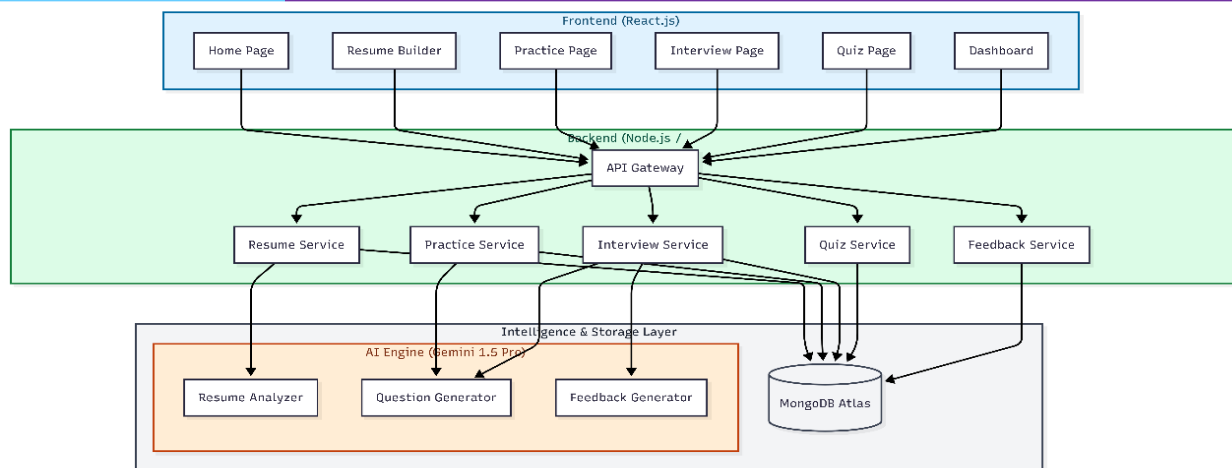 Frontend (React.js)
Home Page
Resume Builder
Practice Page
Interview Page
Quiz Page
Dashboard
Backend (Node.js /
API Gateway
Resume Service
Practice Service
Interview Service
Quiz Service
Feedback Service
Intelligence & Storage Layer
AI Engine (Gemini 1.5 Pro)
Resume Analyzer
Question Generator
Feedback Generator
MongoDB Atlas